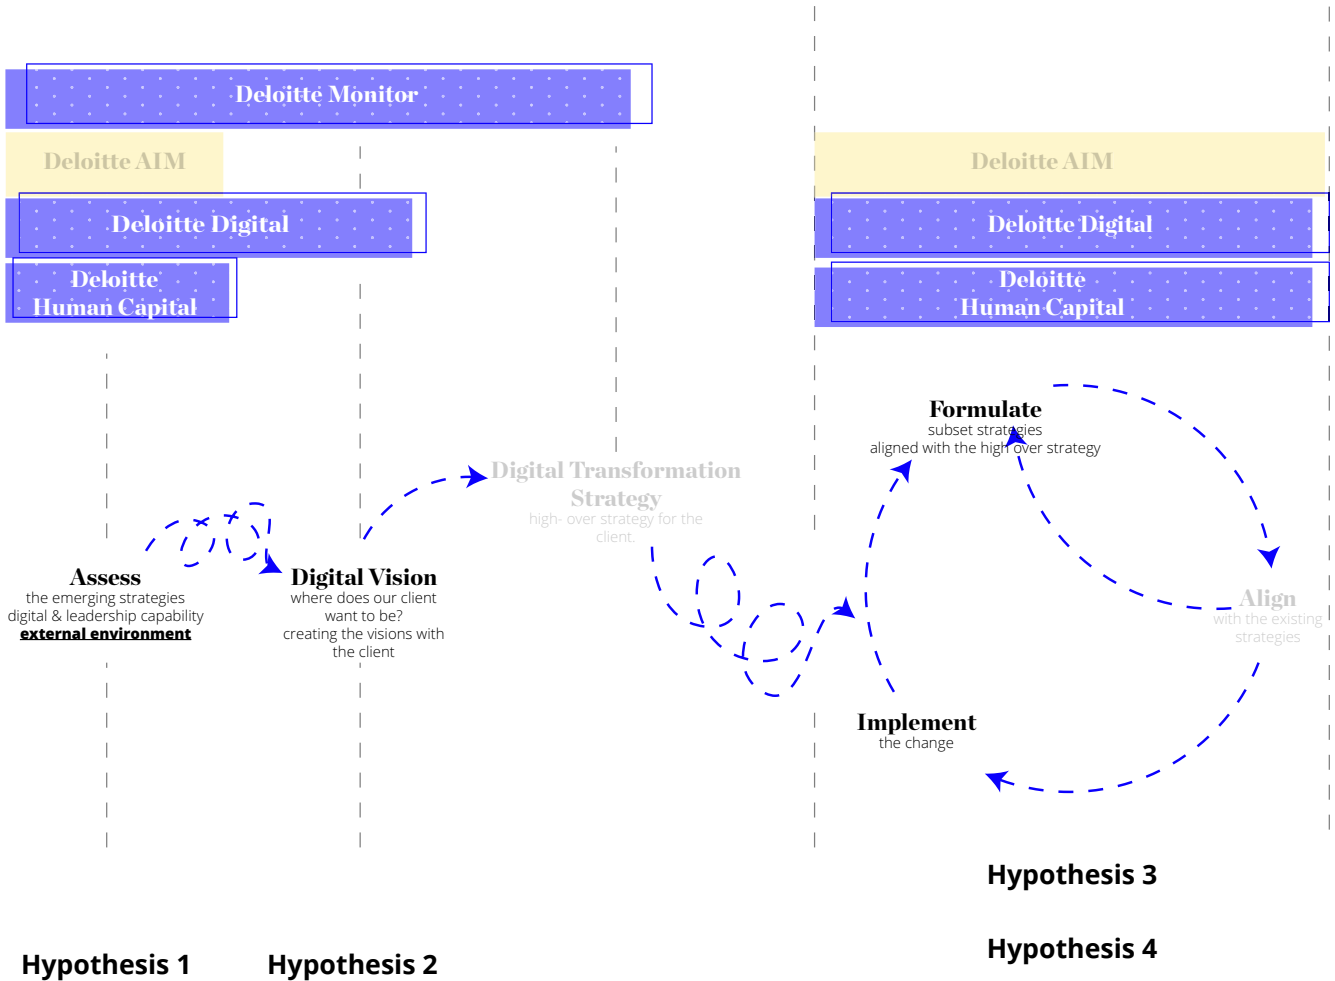 Deloitte Monitor
Deloitte AIM
Deloitte Digital
Deloitte
Human Capital
Deloitte AIM
Deloitte Digital
Deloitte
Human Capital
Assess
the emerging strategies
digital & leadership capability
external environment
Digital Vision
where does our client
want to be?
creating the visions with
the client
Digital Transformation
Strategy
high- over strategy for the
client.
Formulate
subset strategies
aligned with the high over strategy
Align
with the existing
strategies
Implement
the change
Hypothesis 1
Hypothesis 2
Hypothesis 3
Hypothesis 4